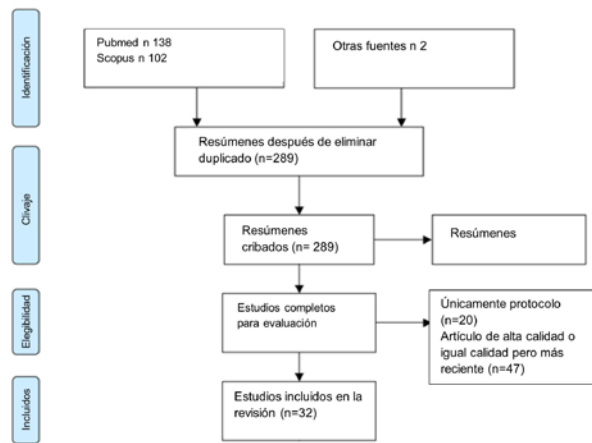 Identificación
Pubmed n 138
Scopus n 102
Otras fuentes n 2
Clivaje
Resúmenes después de eliminar
duplicado (n=289)
Resúmenes
cribados (n= 289)
Resúmenes
Elegibilidad
Estudios completos
para evaluación
Únicamente protocolo
(n=20)
Artículo de alta calidad o
igual calidad pero más
reciente (n=47)
Incluidos
Estudios incluidos en la
revisión (n=32)